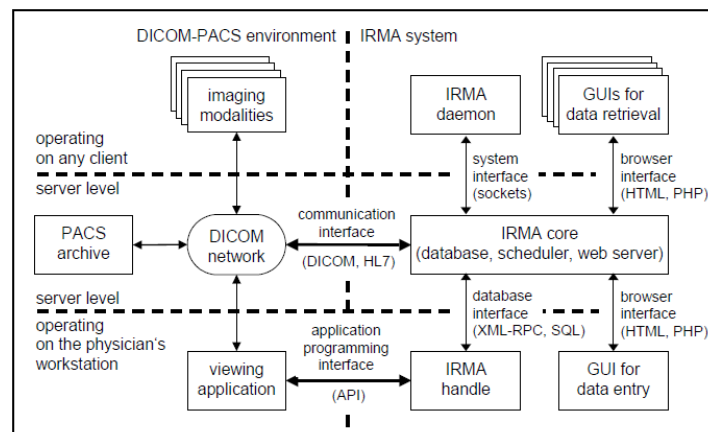 DICOM-PACS environment
IRMA system
imaging
modalities
IRMA
daemon
GUIs for
data retrieval
operating
on any client
server level
system
interface
(sockets)
browser
interface
(HTML, PHP)
PACS
archive
DICOM
network
communication
interface
(DICOM, HL7)
IRMA core
(database, scheduler, web server)
server level
operating
on the physician's
workstation
database
interface
(XML-RPC, SQL)
browser
interface
(HTML, PHP)
viewing
application
application
programming
interface
(API)
IRMA
handle
GUI for
data entry